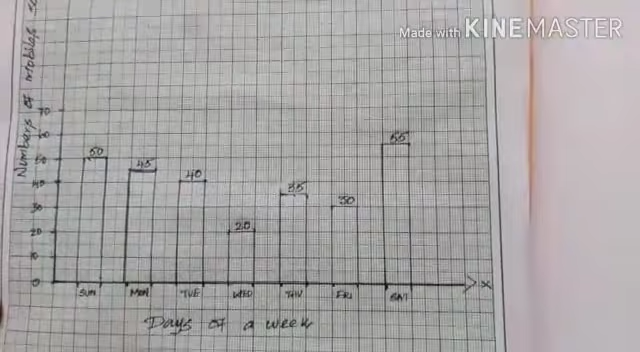 Made with KINEMASTER
Numbers of mobiles
70
60
50
40
30
20
10
0
50
45
40
20
35
30
55
SUN
MON
TUE
WED
THU
FRI
SAT
X
Days of a week